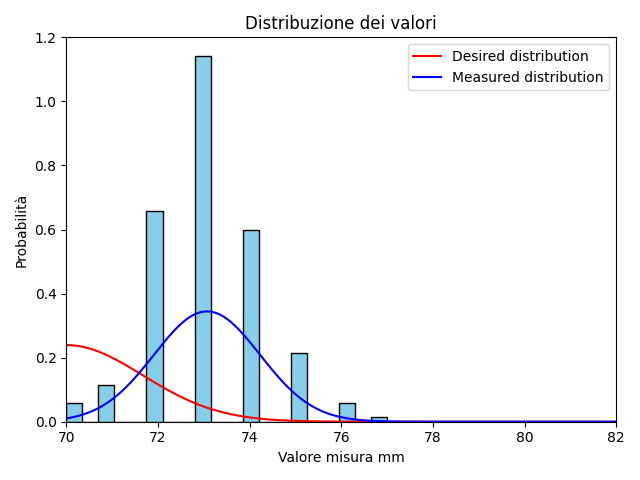 Distribuzione dei valori
Desired distribution
Measured distribution
Probabilità
1.2
1.0
0.8
0.6
0.4
0.2
0.0
70 72 74 76 78 80 82
Valore misura mm